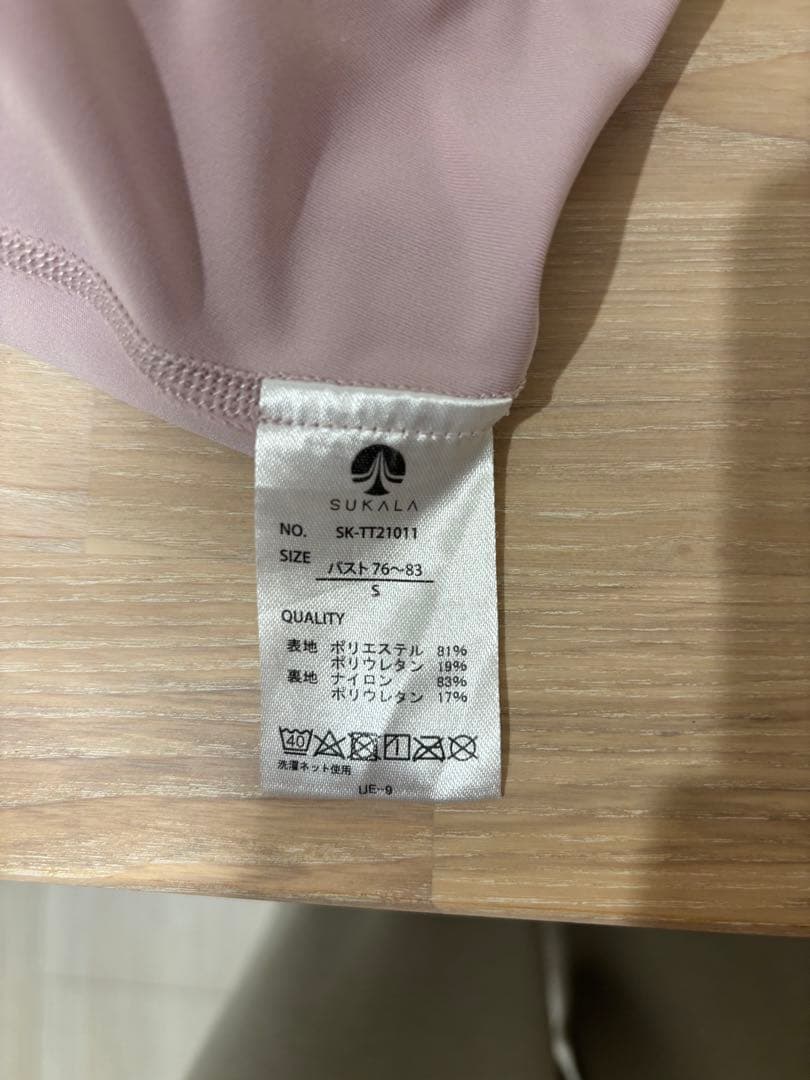 SUKALA
NO. SK-TT21011
SIZE バスト 76〜83
S
QUALITY
表地 ポリエステル 81%
ポリウレタン 19%
裏地 ナイロン 83%
ポリウレタン 17%
40
洗濯ネット使用
UE-9